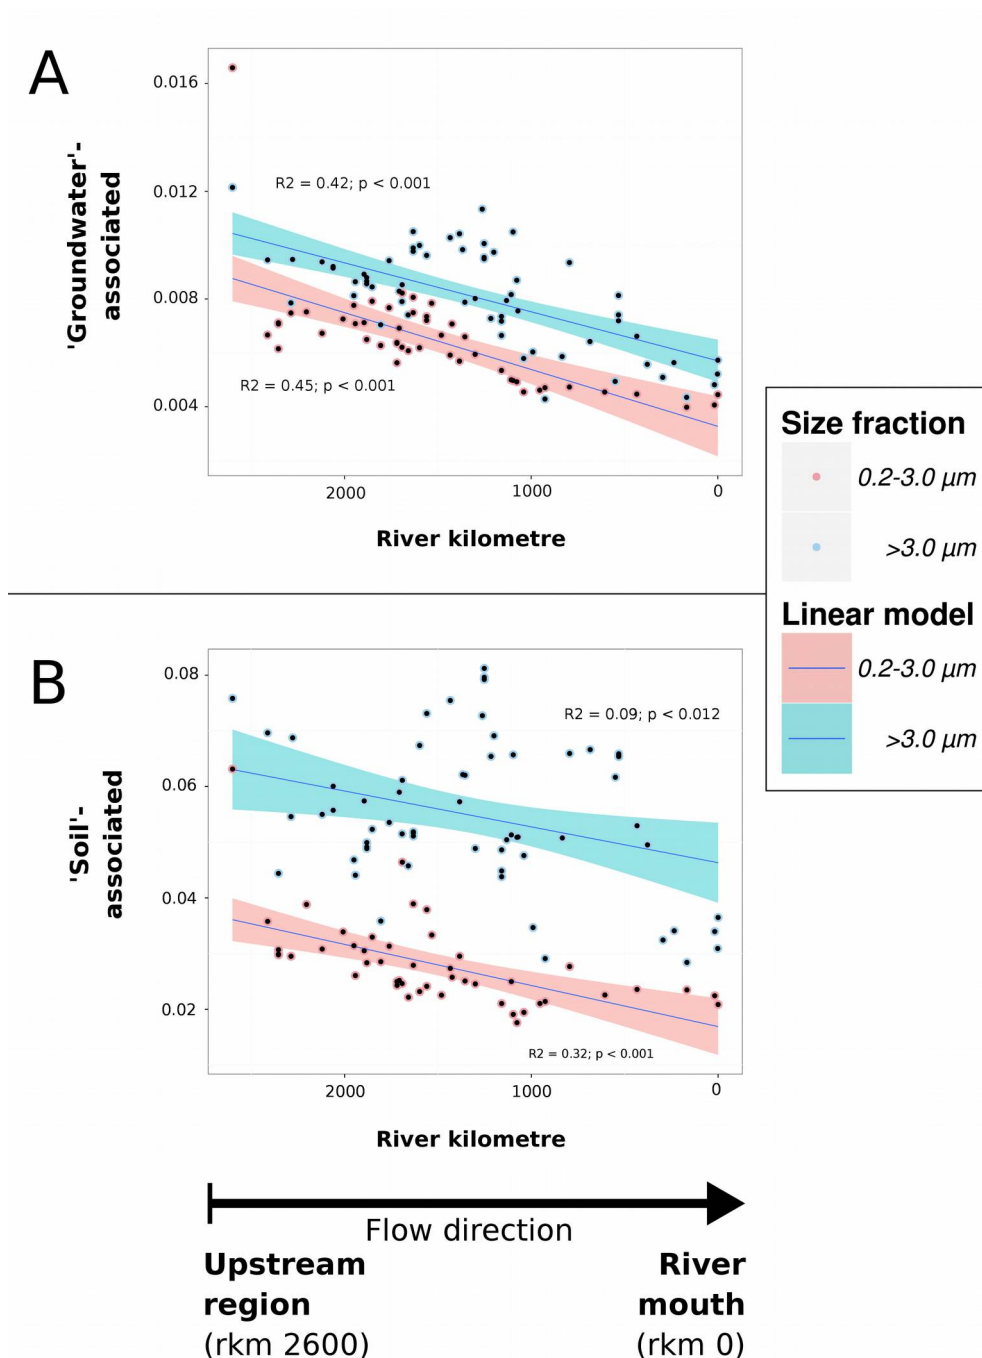 A
'Groundwater'-
associated
0.016
0.012
0.008
0.004
R2 = 0.42; p < 0.001
R2 = 0.45; p < 0.001
2000
1000
0
River kilometre
Size fraction
0.2-3.0 µm
>3.0 µm
Linear model
0.2-3.0 µm
>3.0 µm
B
'Soil'-
associated
0.08
0.06
0.04
0.02
R2 = 0.09; p < 0.012
R2 = 0.32; p < 0.001
2000
1000
0
River kilometre
Flow direction
Upstream
region
(rkm 2600)
River
mouth
(rkm 0)